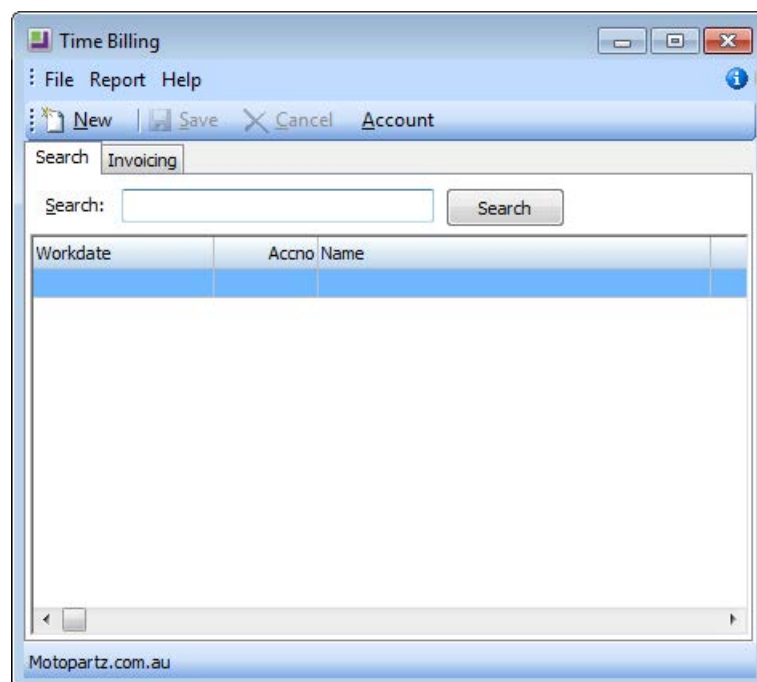 Time Billing
File Report Help
New Save Cancel Account
Search Invoicing
Search: Search
Workdate Accno Name
Motopartz.com.au